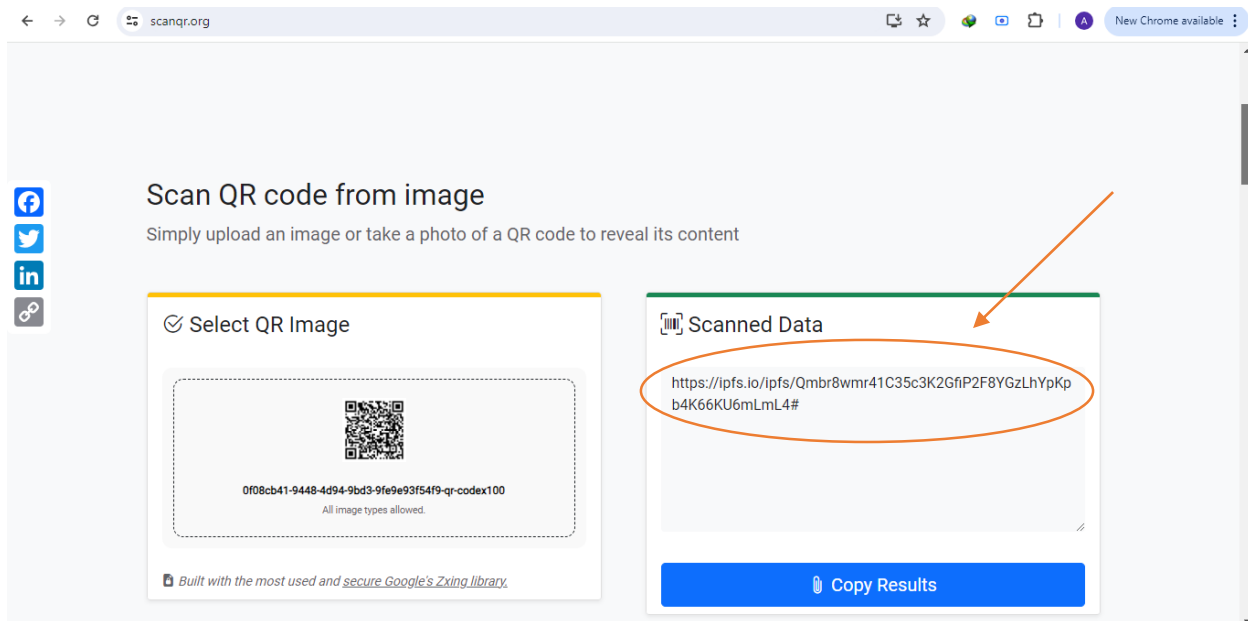 scanqr.org
A
New Chrome available
Scan QR code from image
Simply upload an image or take a photo of a QR code to reveal its content
in
Select QR Image
0f08cb41-9448-4d94-9bd3-9fe9e93f54f9-qr-codex100
All image types allowed.
Built with the most used and secure Google's Zxing library.
Scanned Data
https://ipfs.io/ipfs/Qmbr8wmr41C35c3K2GfiP2F8YGzLhYpKp
b4K66KU6mLmL4#
Copy Results